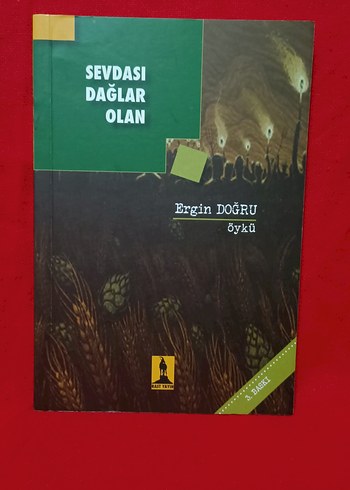 SEVDASI
DAĞLAR
OLAN
Ergin DOĞRU
öykü
3. BASKI